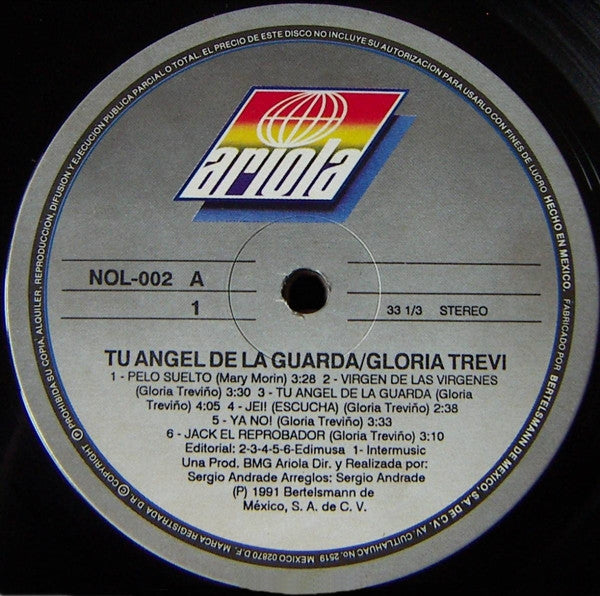 ariola
NOL-002 A
1
33 1/3 STEREO
TU ANGEL DE LA GUARDA/GLORIA TREVI
1 - PELO SUELTO (Mary Morin) 3:28 2 - VIRGEN DE LAS VIRGENES
(Gloria Treviño) 3:30 3 - TU ANGEL DE LA GUARDA (Gloria
Treviño) 4:05 4 - JEII (ESCUCHA) (Gloria Treviño) 2:38
5 - YA NO! (Gloria Treviño) 3:33
6 - JACK EL REPROBADOR (Gloria Treviño) 3:10
Editorial: 2-3-4-5-6-Edimusa 1- Intermusic
Una Prod. BMG Ariola Dir. y Realizada por:
Sergio Andrade Arreglos: Sergio Andrade
(P) 1991 Bertelsmann de
México, S. A. de C. V.
© COPYRIGHT PROHIBIDA SU COPIA, ALQUILER, REPRODUCCION, DIFUSION Y EJECUCION PUBLICA PARCIAL O TOTAL. EL PRECIO DE ESTE DISCO NO INCLUYE SU AUTORIZACION PARA USARLO CON FINES DE LUCRO HECHO EN MEXICO. FABRICADO POR BERTELSMANN DE MEXICO, S.A. DE C.V. AV. CUITLAHUAC No. 2519 MEXICO 02870 D.F. MARCA REGISTRADA D.R.